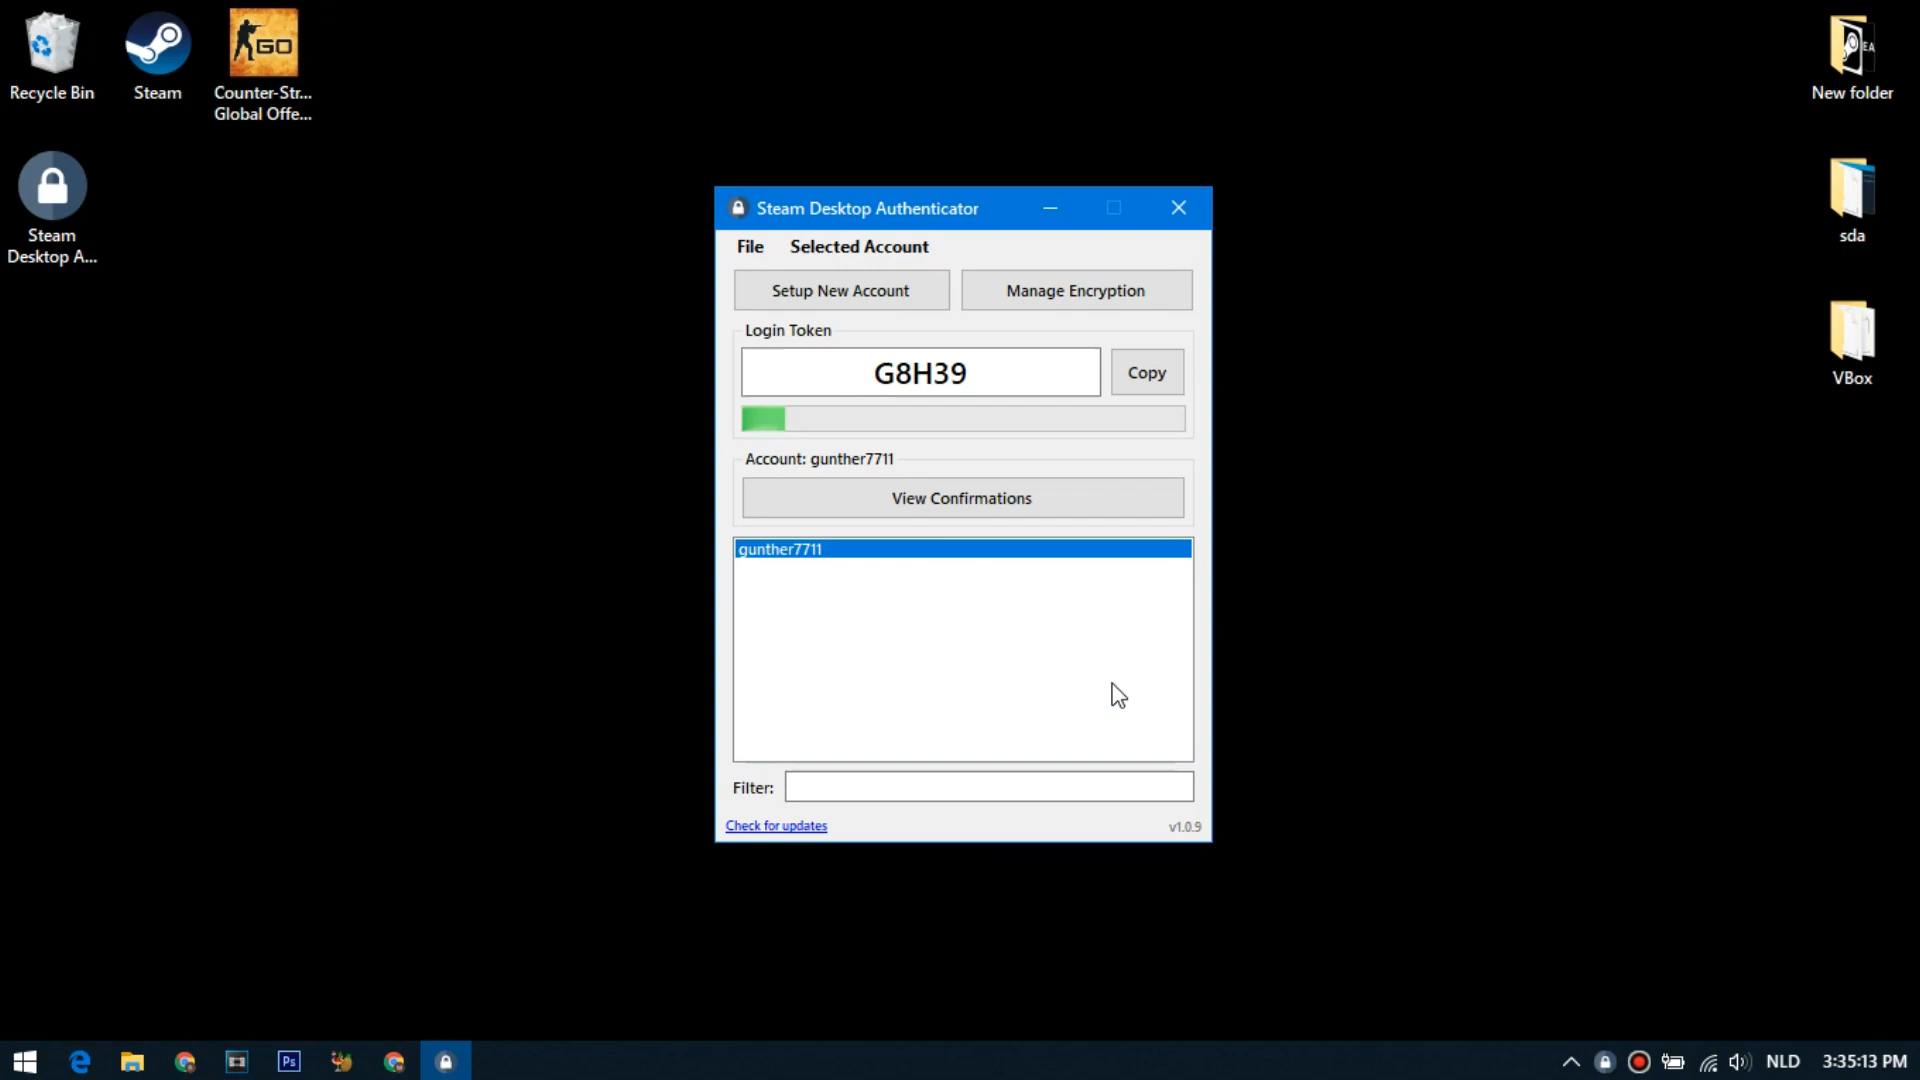 Recycle Bin
Steam
Counter-Str...
Global Offe...
GO
Steam
Desktop A...
New folder
sda
VBox
Steam Desktop Authenticator
File Selected Account
Setup New Account Manage Encryption
Login Token
G8H39 Copy
Account: gunther7711
View Confirmations
gunther7711
Filter:
Check for updates v1.0.9
Ps
NLD 3:35:13 PM